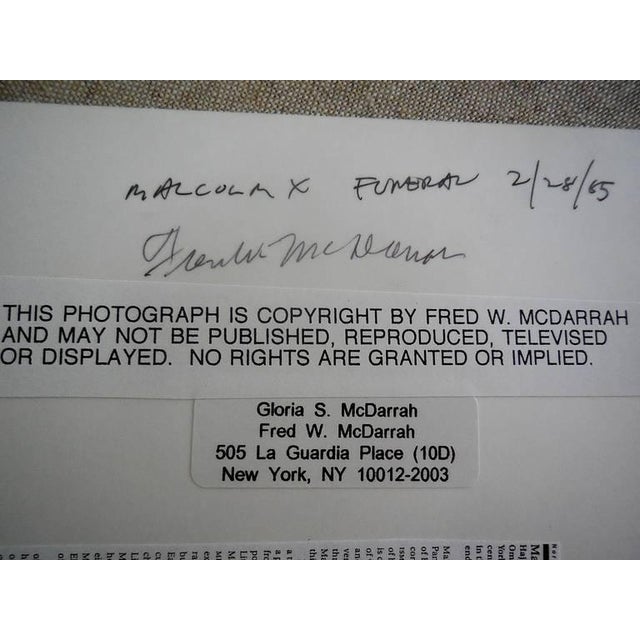 MALCOLM X FUNERAL 2/28/65
Fred W McDarrah
THIS PHOTOGRAPH IS COPYRIGHT BY FRED W. MCDARRAH
AND MAY NOT BE PUBLISHED, REPRODUCED, TELEVISED
OR DISPLAYED. NO RIGHTS ARE GRANTED OR IMPLIED.
Gloria S. McDarrah
Fred W. McDarrah
505 La Guardia Place (10D)
New York, NY 10012-2003